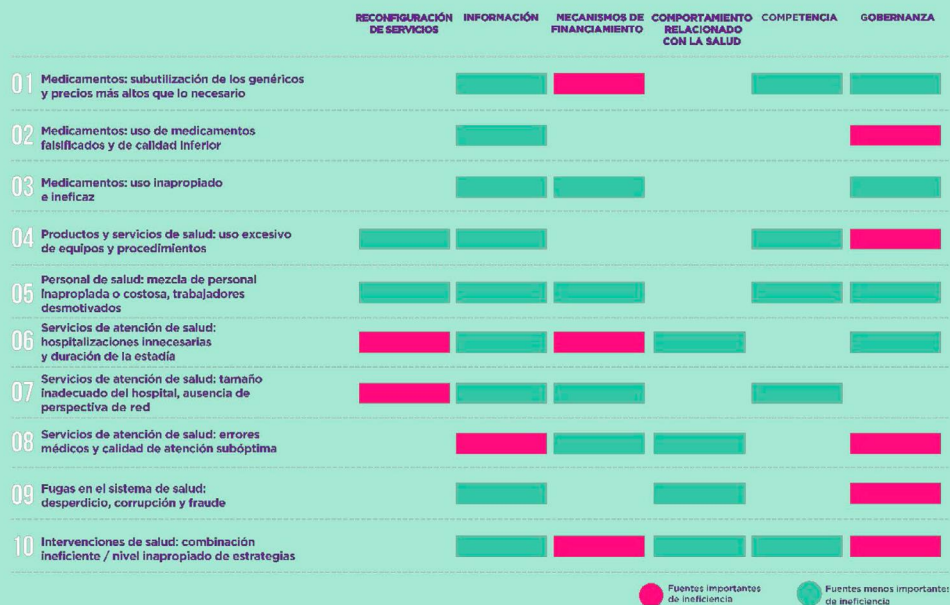 RECONFIGURACIÓN
DE SERVICIOS
INFORMACIÓN
MECANISMOS DE
FINANCIAMIENTO
COMPORTAMIENTO
RELACIONADO
CON LA SALUD
COMPETENCIA
GOBERNANZA
01 Medicamentos: subutilización de los genéricos
y precios más altos que lo necesario
02 Medicamentos: uso de medicamentos
falsificados y de calidad inferior
03 Medicamentos: uso inapropiado
e ineficaz
04 Productos y servicios de salud: uso excesivo
de equipos y procedimientos
05 Personal de salud: mezcla de personal
inapropiada o costosa, trabajadores
desmotivados
06 Servicios de atención de salud:
hospitalizaciones innecesarias
y duración de la estadía
07 Servicios de atención de salud: tamaño
inadecuado del hospital, ausencia de
perspectiva de red
08 Servicios de atención de salud: errores
médicos y calidad de atención subóptima
09 Fugas en el sistema de salud:
desperdicio, corrupción y fraude
10 Intervenciones de salud: combinación
ineficiente / nivel inapropiado de estrategias
Fuentes importantes
de ineficiencia
Fuentes menos importantes
de ineficiencia